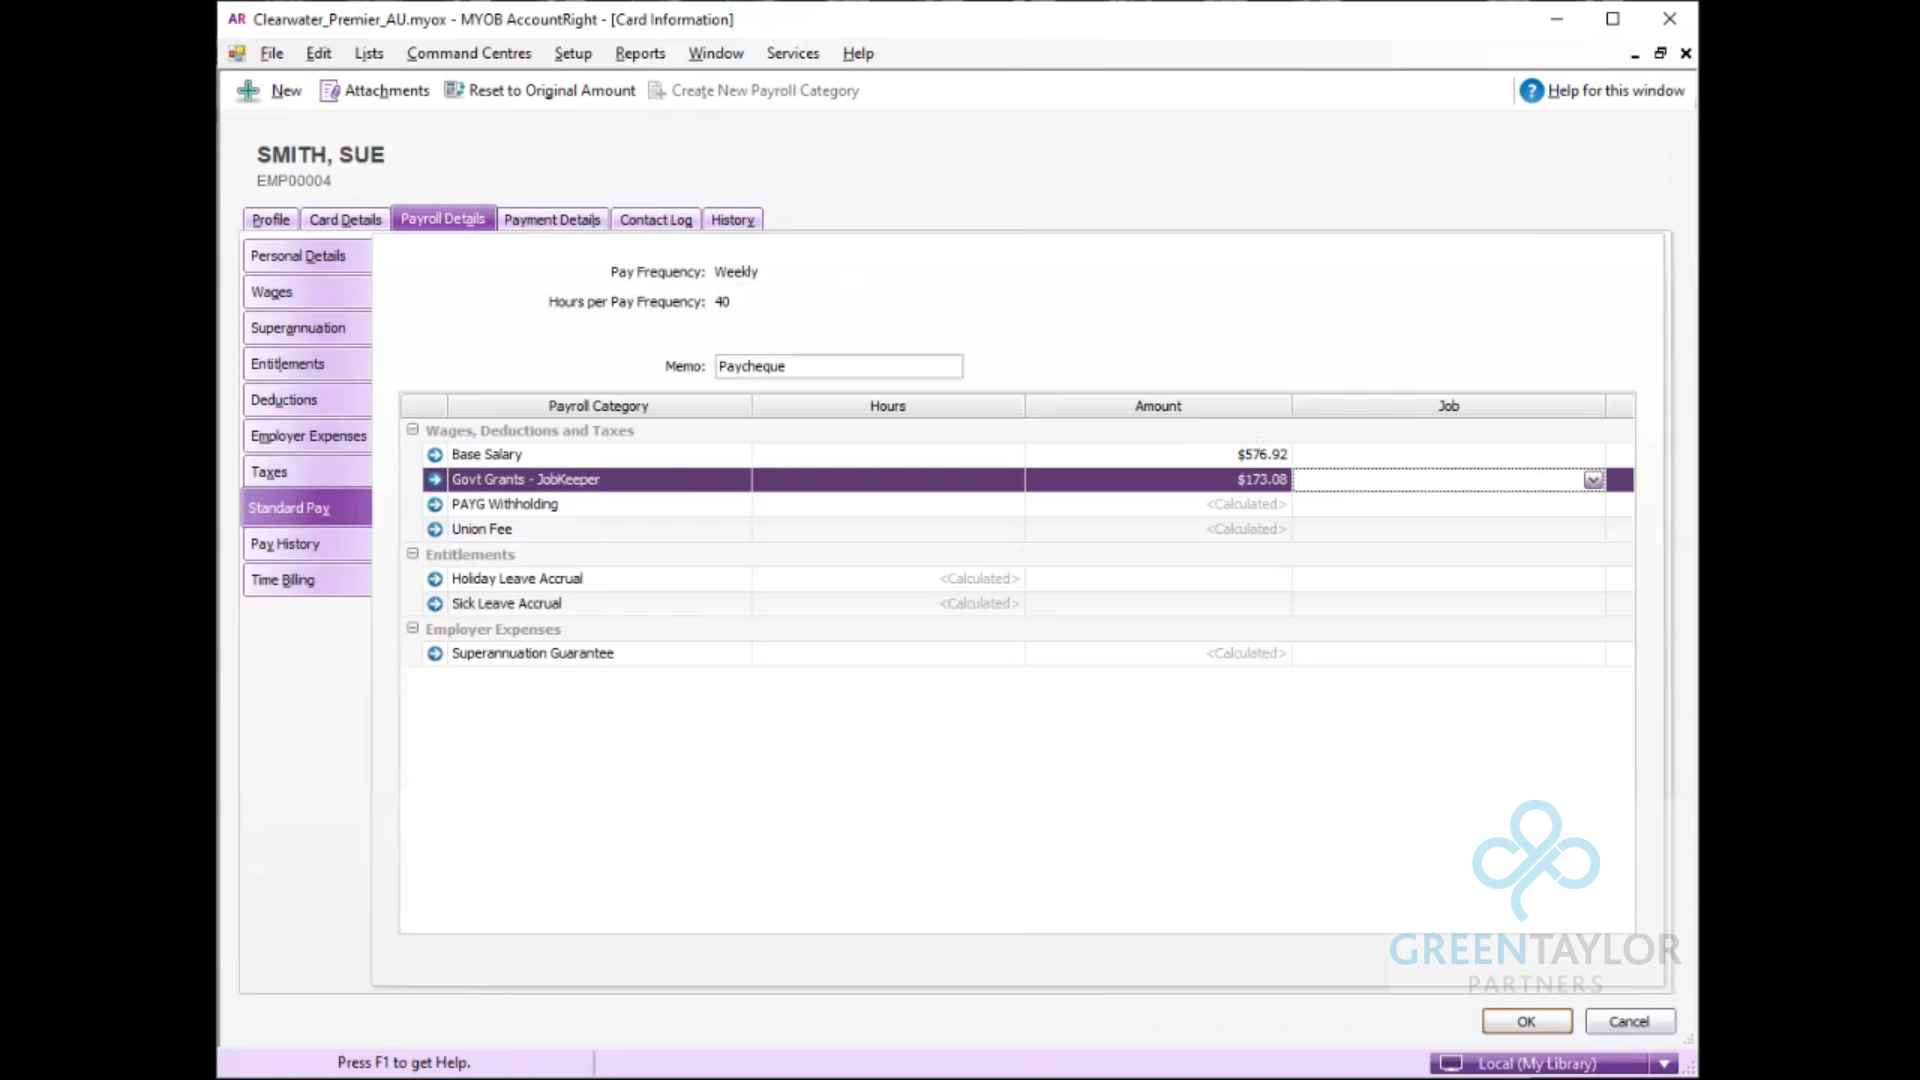 AR Clearwater_Premier_AU.myox - MYOB AccountRight - [Card Information]
File Edit Lists Command Centres Setup Reports Window Services Help
New Attachments Reset to Original Amount Create New Payroll Category ? Help for this window
SMITH, SUE
EMP00004
Profile Card Details Payroll Details Payment Details Contact Log History
Personal Details
Wages
Superannuation
Entitlements
Deductions
Employer Expenses
Taxes
Standard Pay
Pay History
Time Billing
Pay Frequency: Weekly
Hours per Pay Frequency: 40
Memo: Paycheque
Payroll Category Hours Amount Job
Wages, Deductions and Taxes
Base Salary $576.92
Govt Grants - JobKeeper $173.08
PAYG Withholding <Calculated>
Union Fee <Calculated>
Entitlements
Holiday Leave Accrual <Calculated>
Sick Leave Accrual <Calculated>
Employer Expenses
Superannuation Guarantee <Calculated>
GREENTAYLOR
PARTNERS
OK Cancel
Press F1 to get Help. Local (My Library)